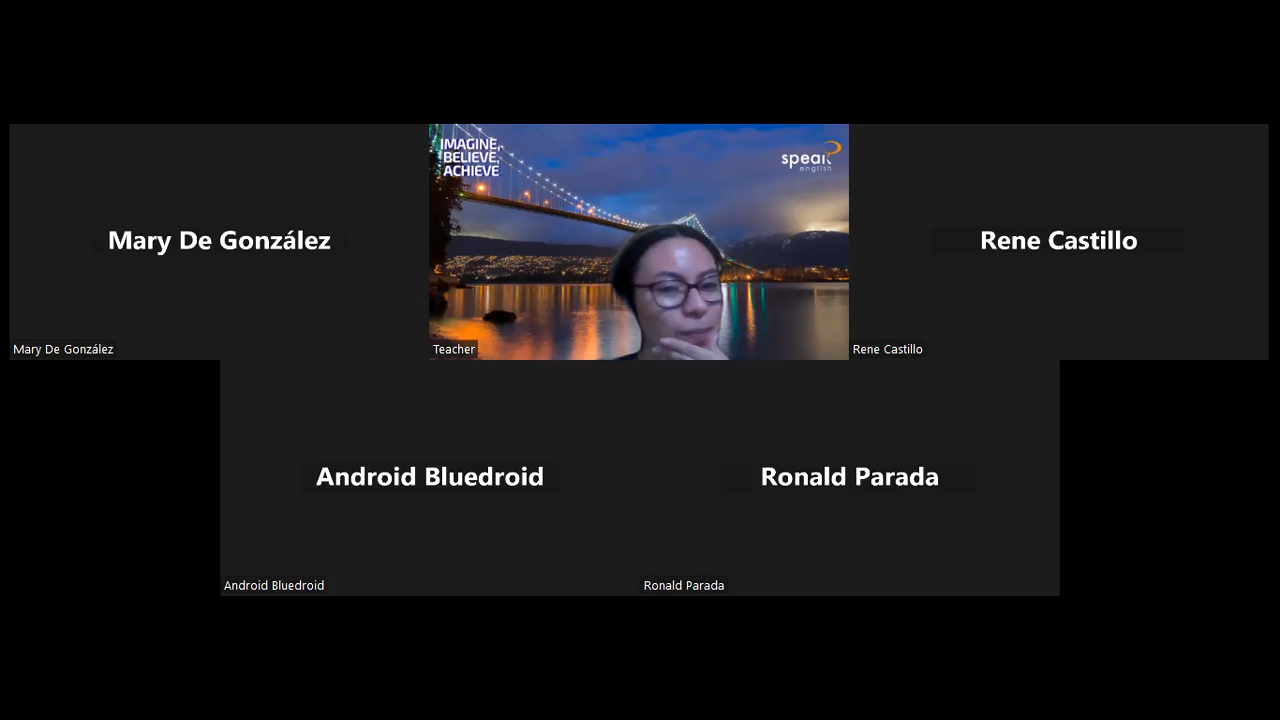 Mary De González
Mary De González
IMAGINE,
BELIEVE,
ACHIEVE
speak
english
Teacher
Rene Castillo
Rene Castillo
Android Bluedroid
Android Bluedroid
Ronald Parada
Ronald Parada